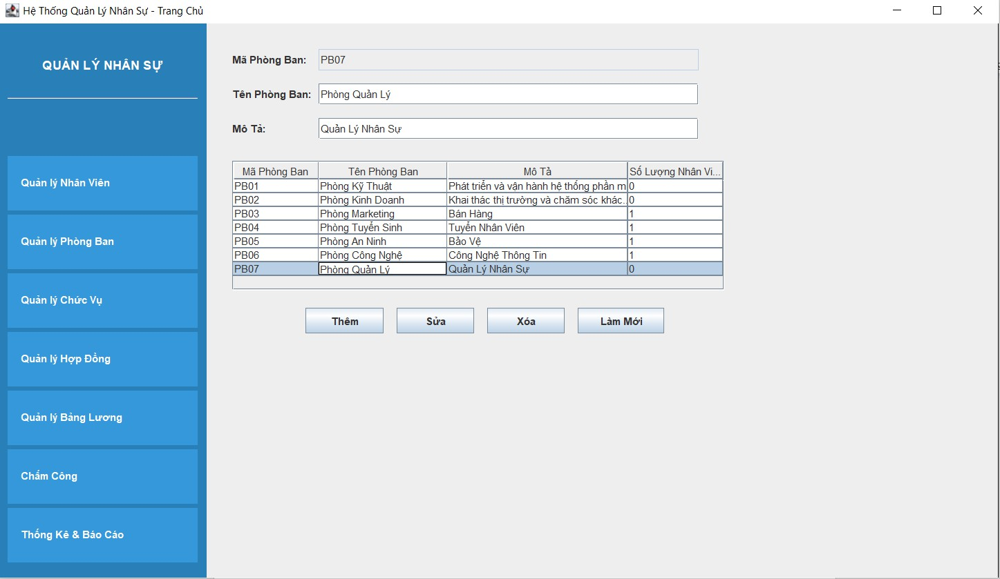 Hệ Thống Quản Lý Nhân Sự - Trang Chủ
QUẢN LÝ NHÂN SỰ
Quản lý Nhân Viên
Quản lý Phòng Ban
Quản lý Chức Vụ
Quản lý Hợp Đồng
Quản lý Bảng Lương
Chấm Công
Thống Kê & Báo Cáo
Mã Phòng Ban: PB07
Tên Phòng Ban: Phòng Quản Lý
Mô Tả: Quản Lý Nhân Sự
Mã Phòng Ban Tên Phòng Ban Mô Tả Số Lượng Nhân Vi...
PB01 Phòng Kỹ Thuật Phát triển và vận hành hệ thống phần m 0
PB02 Phòng Kinh Doanh Khai thác thị trường và chăm sóc khác... 0
PB03 Phòng Marketing Bán Hàng 1
PB04 Phòng Tuyển Sinh Tuyển Nhân Viên 1
PB05 Phòng An Ninh Bảo Vệ 1
PB06 Phòng Công Nghệ Công Nghệ Thông Tin 1
PB07 Phòng Quản Lý Quản Lý Nhân Sự 0
Thêm Sửa Xóa Làm Mới